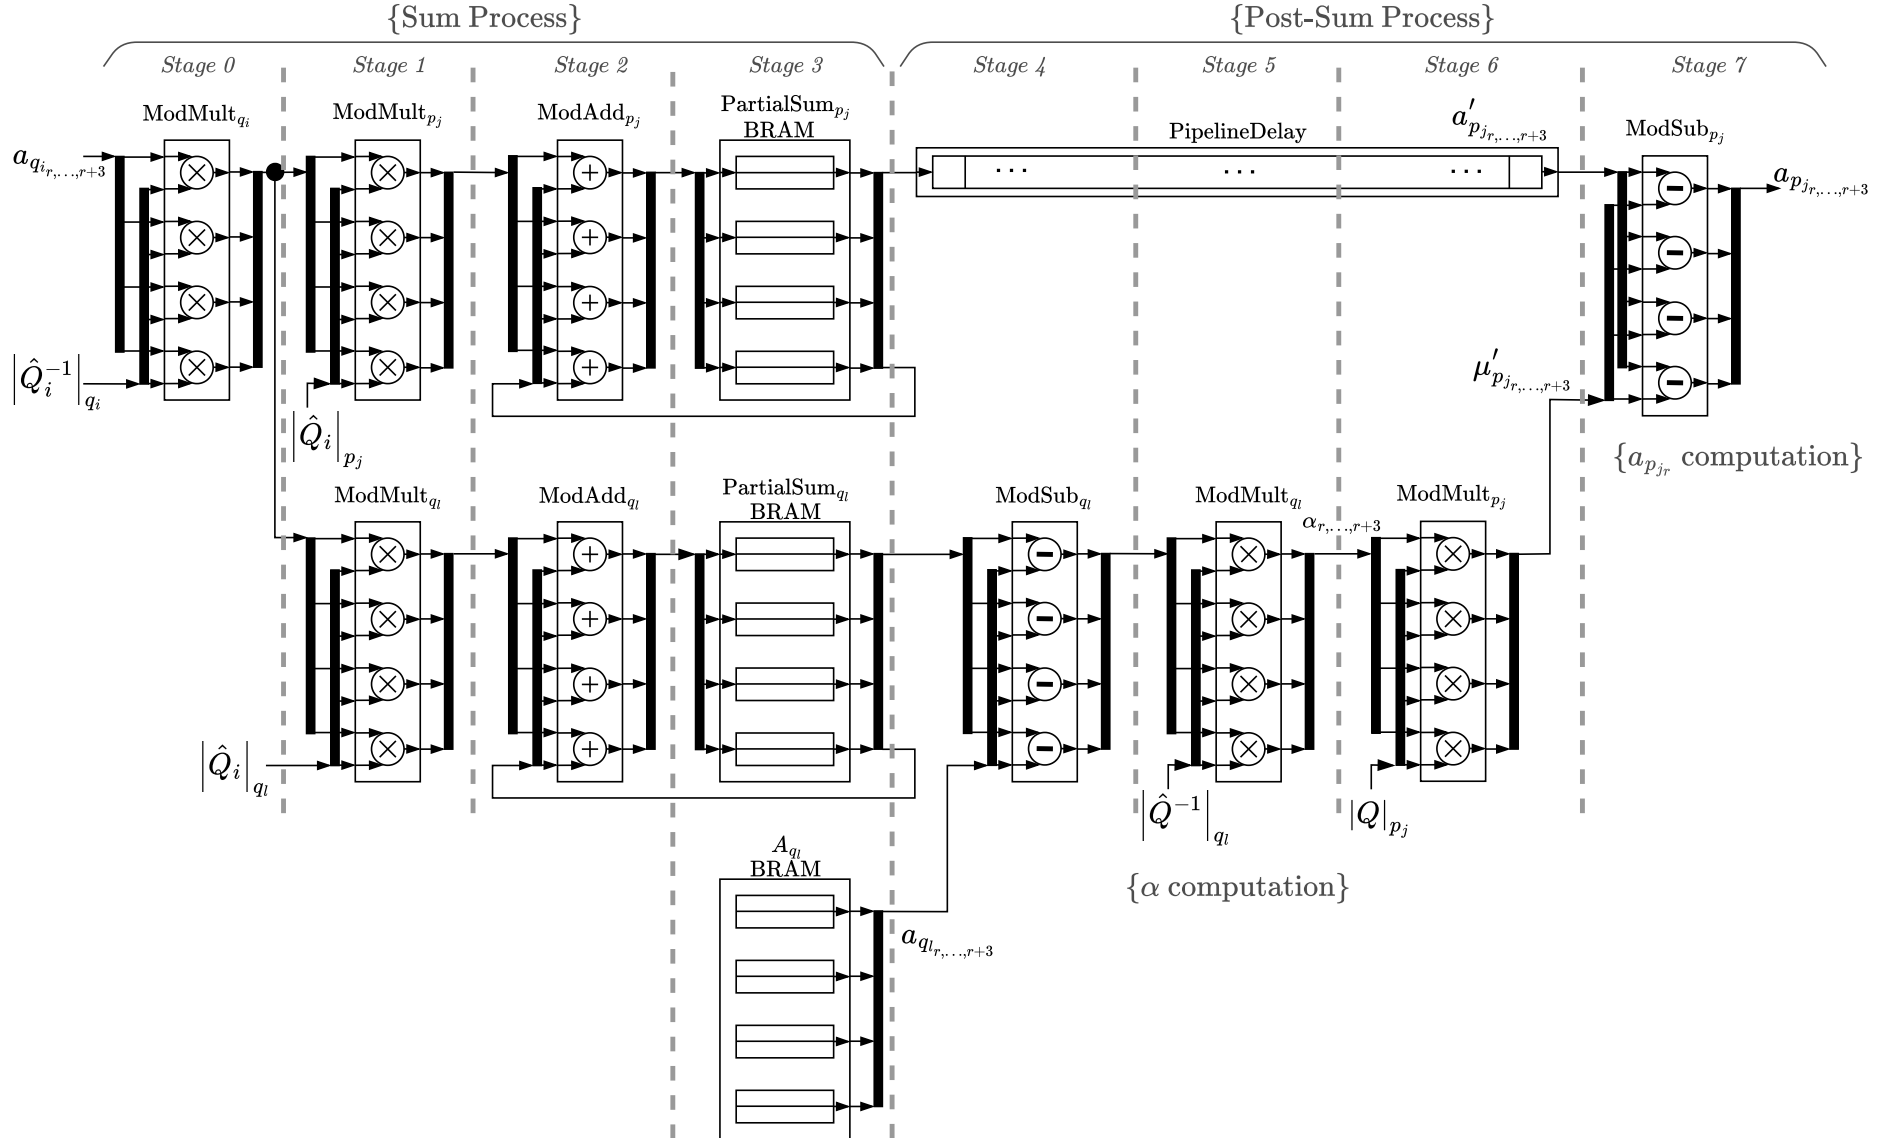 {Sum Process} {Post-Sum Process}
Stage 0 Stage 1 Stage 2 Stage 3 Stage 4 Stage 5 Stage 6 Stage 7
ModMult_{q_i} ModMult_{p_j} ModAdd_{p_j} PartialSum_{p_j} BRAM
PipelineDelay
a'_{p_{j_{r,…,r+3}}}
ModSub_{p_j}
a_{q_{i_{r,…,r+3}}}
··· ··· ···
a_{p_{j_{r,…,r+3}}}
|Q̂_i^{-1}|_{q_i}
|Q̂_i|_{p_j}
μ'_{p_{j_{r,…,r+3}}}
{a_{p_{j_r}} computation}
ModMult_{q_l} ModAdd_{q_l} PartialSum_{q_l} BRAM ModSub_{q_l} ModMult_{q_l} ModMult_{p_j}
α_{r,…,r+3}
|Q̂_i|_{q_l}
|Q̂^{-1}|_{q_l}
|Q|_{p_j}
A_{q_l}
BRAM
{α computation}
a_{q_{l_{r,…,r+3}}}